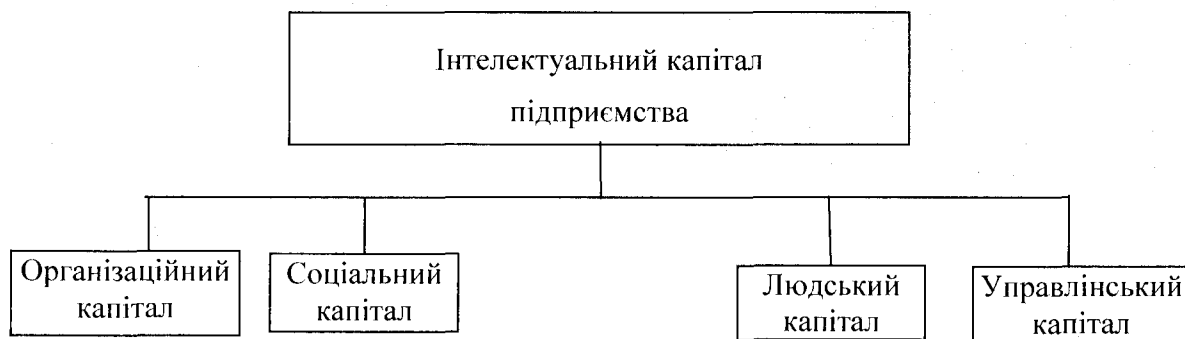 Інтелектуальний капітал
підприємства
Організаційний
капітал
Соціальний
капітал
Людський
капітал
Управлінський
капітал